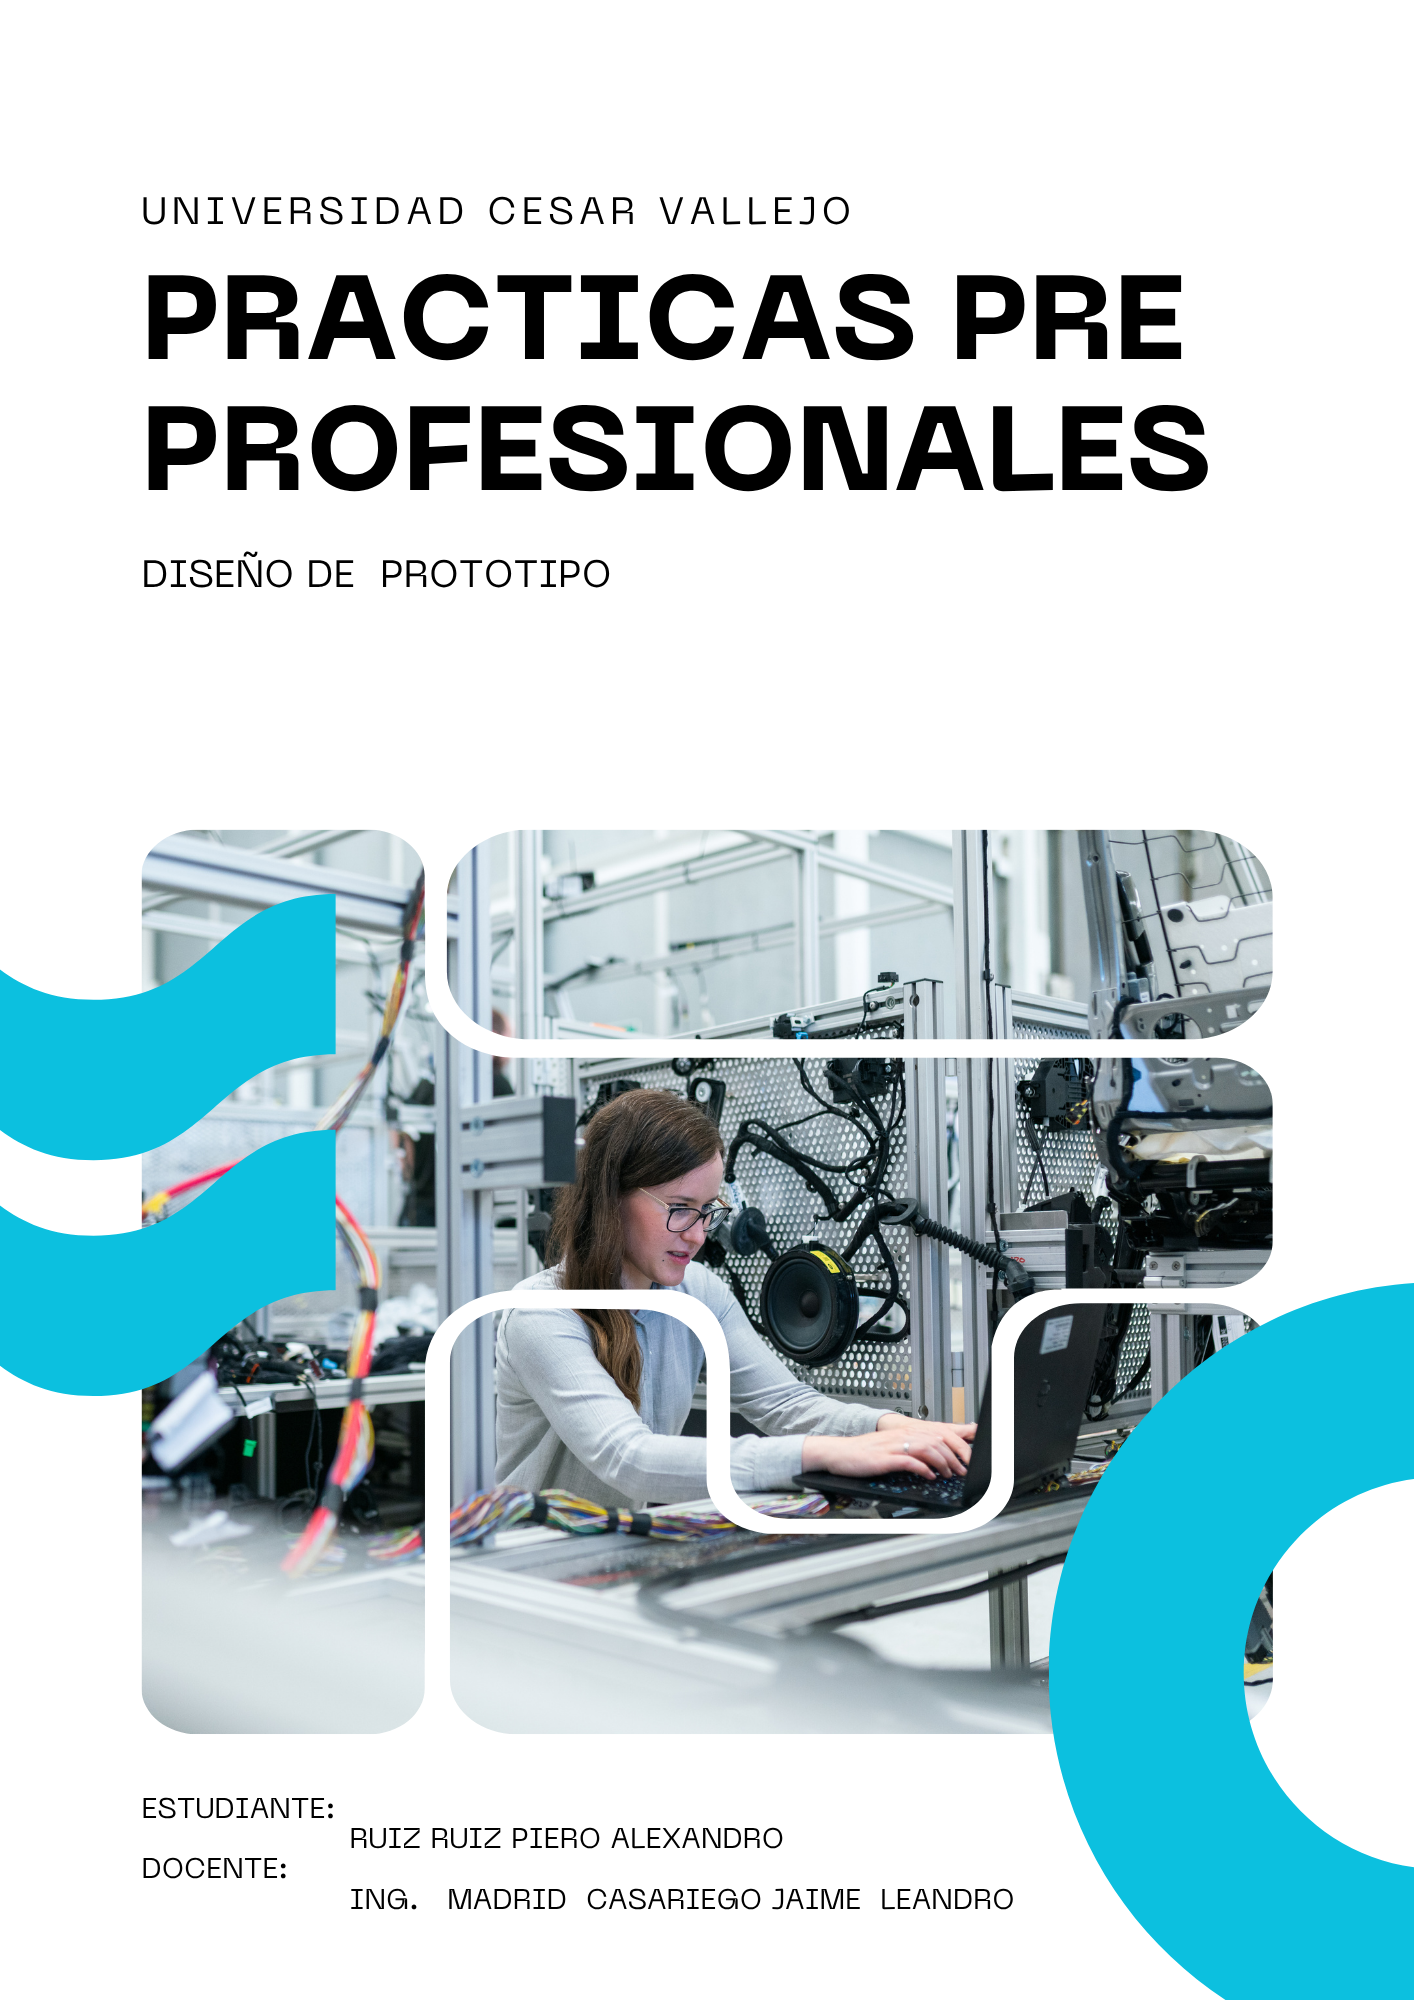 UNIVERSIDAD CESAR VALLEJO
PRACTICAS PRE
PROFESIONALES
DISEÑO DE PROTOTIPO
ESTUDIANTE:
RUIZ RUIZ PIERO ALEXANDRO
DOCENTE:
ING. MADRID CASARIEGO JAIME LEANDRO